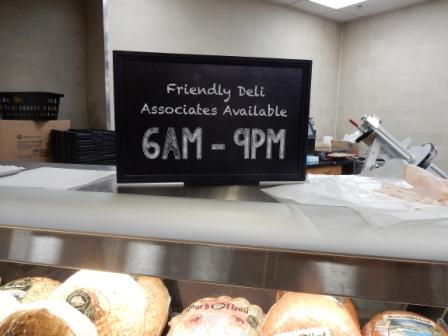 Friendly Deli
Associates Available
6AM - 9PM